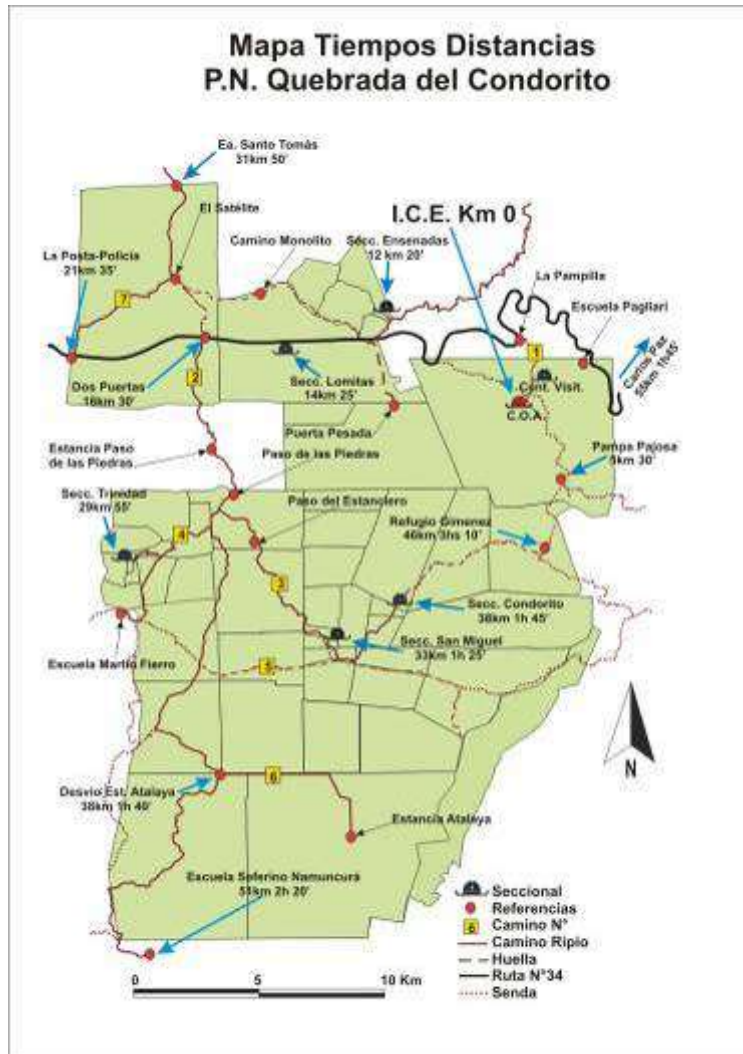 Mapa Tiempos Distancias
P.N. Quebrada del Condorito
Ea. Santo Tomás
31km 50'
El Satélite
I.C.E. Km 0
Camino Monolito
Secc. Ensenadas
12 km 20'
La Posta-Policía
21km 35'
La Pampilla
Escuela Pagliari
7
1
Carlos Paz
55km 1h45'
Dos Puertas
16km 30'
2
Secc. Lomitas
14km 25'
Cent. Visit.
C.O.A.
Puerta Pesada
Estancia Paso
de las Piedras
Paso de las Piedras
Pampa Pajosa
5km 30'
Secc. Trinidad
29km 55'
Paso del Estanciero
Refugio Gimenez
46km 3hs 10'
4
3
Secc. Condorito
38km 1h 45'
Secc. San Miguel
33km 1h 25'
Escuela Martín Fierro
5
N
Desvío Est. Atalaya
38km 1h 40'
6
Estancia Atalaya
Escuela Seferino Namuncurá
51km 2h 20'
Seccional
Referencias
6 Camino N°
Camino Ripio
Huella
Ruta N°34
Senda
0 5 10 Km